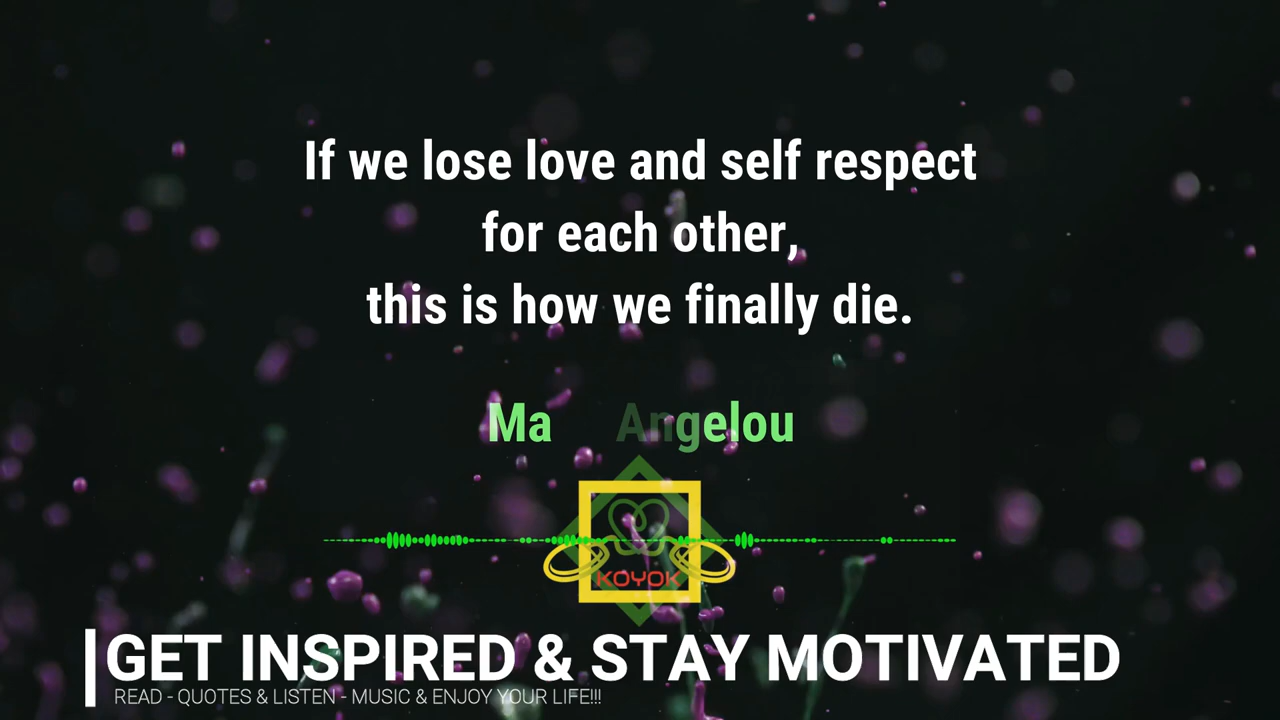 If we lose love and self respect
for each other,
this is how we finally die.
Ma Angelou
KOYOK
GET INSPIRED & STAY MOTIVATED
READ - QUOTES & LISTEN - MUSIC & ENJOY YOUR LIFE!!!